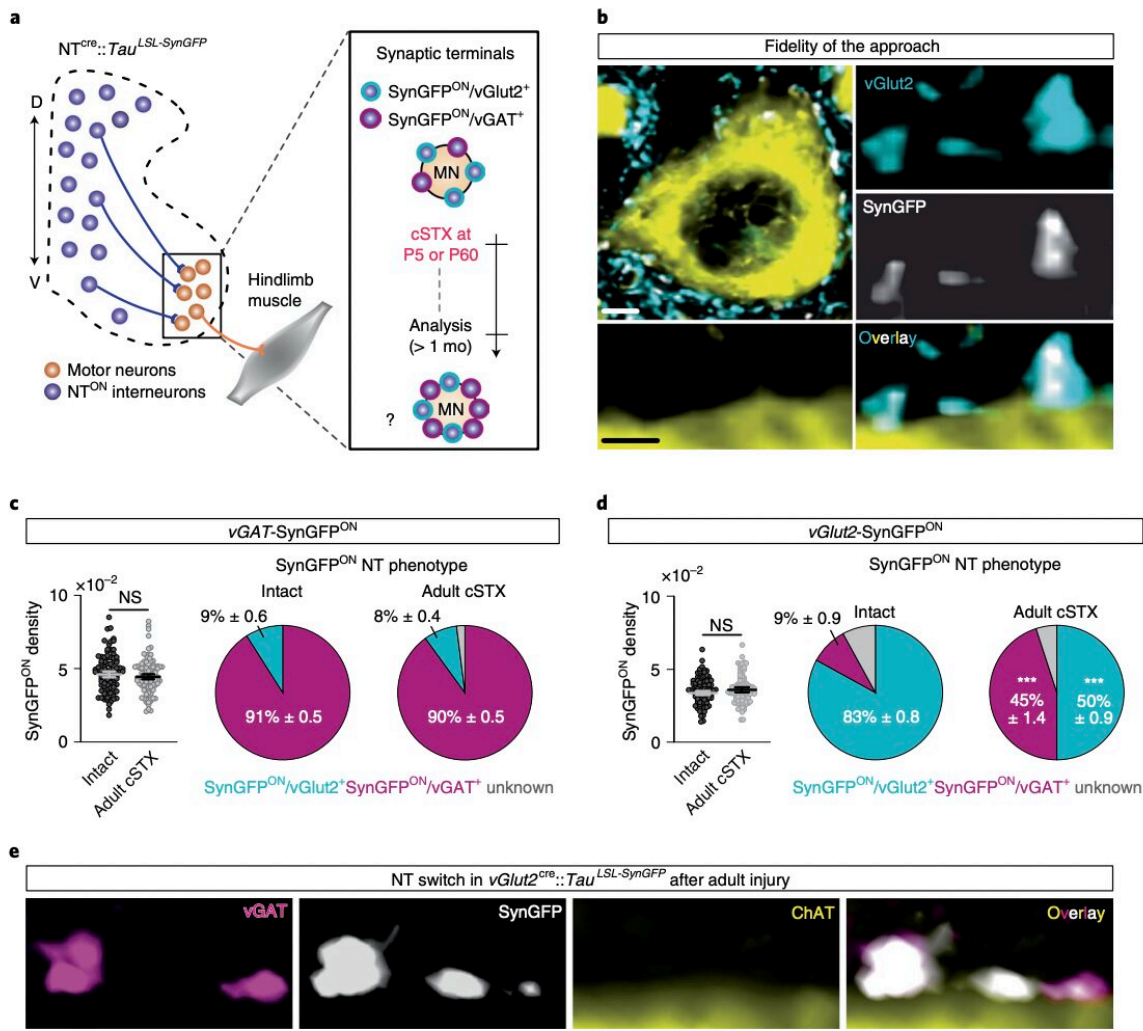 a
NT^cre::Tau^LSL-SynGFP
D
V
Hindlimb
muscle
Motor neurons
NT^ON interneurons
Synaptic terminals
SynGFP^ON/vGlut2^+
SynGFP^ON/vGAT^+
MN
cSTX at
P5 or P60
Analysis
(> 1 mo)
?
MN
b
Fidelity of the approach
vGlut2
SynGFP
Overlay
c
vGAT-SynGFP^ON
SynGFP^ON NT phenotype
×10^−2
10
5
0
SynGFP^ON density
NS
Intact
Adult cSTX
Intact
9% ± 0.6
91% ± 0.5
Adult cSTX
8% ± 0.4
90% ± 0.5
SynGFP^ON/vGlut2^+ SynGFP^ON/vGAT^+ unknown
d
vGlut2-SynGFP^ON
SynGFP^ON NT phenotype
×10^−2
10
5
0
SynGFP^ON density
NS
Intact
Adult cSTX
Intact
9% ± 0.9
83% ± 0.8
Adult cSTX
***
45%
± 1.4
***
50%
± 0.9
SynGFP^ON/vGlut2^+ SynGFP^ON/vGAT^+ unknown
e
NT switch in vGlut2^cre::Tau^LSL-SynGFP after adult injury
vGAT
SynGFP
ChAT
Overlay